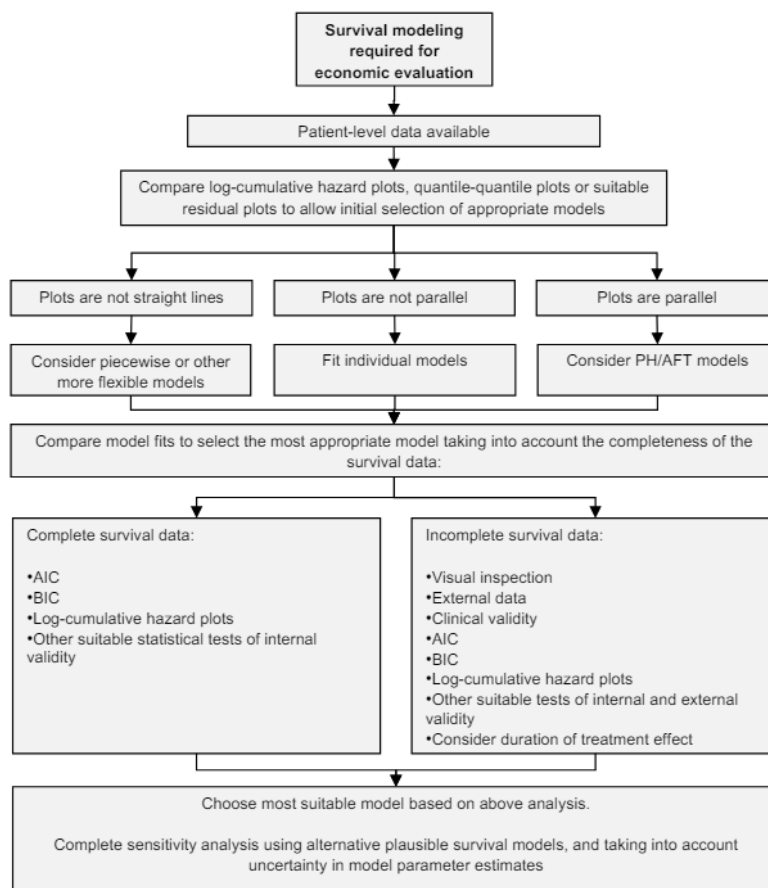 Survival modeling
required for
economic evaluation
Patient-level data available
Compare log-cumulative hazard plots, quantile-quantile plots or suitable
residual plots to allow initial selection of appropriate models
Plots are not straight lines
Plots are not parallel
Plots are parallel
Consider piecewise or other
more flexible models
Fit individual models
Consider PH/AFT models
Compare model fits to select the most appropriate model taking into account the completeness of the
survival data:
Complete survival data:
•AIC
•BIC
•Log-cumulative hazard plots
•Other suitable statistical tests of internal
validity
Incomplete survival data:
•Visual inspection
•External data
•Clinical validity
•AIC
•BIC
•Log-cumulative hazard plots
•Other suitable tests of internal and external
validity
•Consider duration of treatment effect
Choose most suitable model based on above analysis.
Complete sensitivity analysis using alternative plausible survival models, and taking into account
uncertainty in model parameter estimates